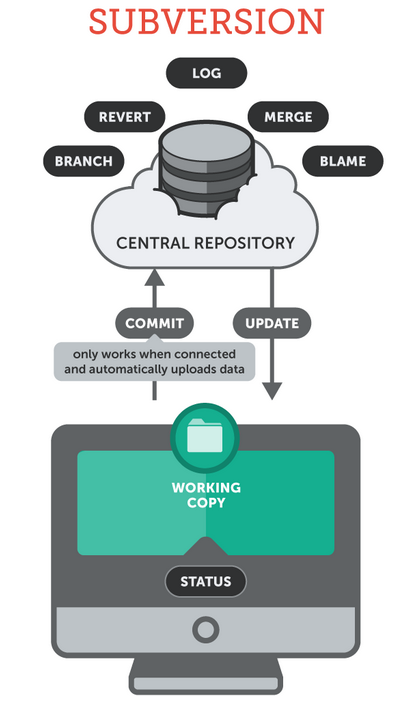 SUBVERSION
LOG
REVERT
MERGE
BRANCH
BLAME
CENTRAL REPOSITORY
COMMIT
UPDATE
only works when connected
and automatically uploads data
WORKING
COPY
STATUS